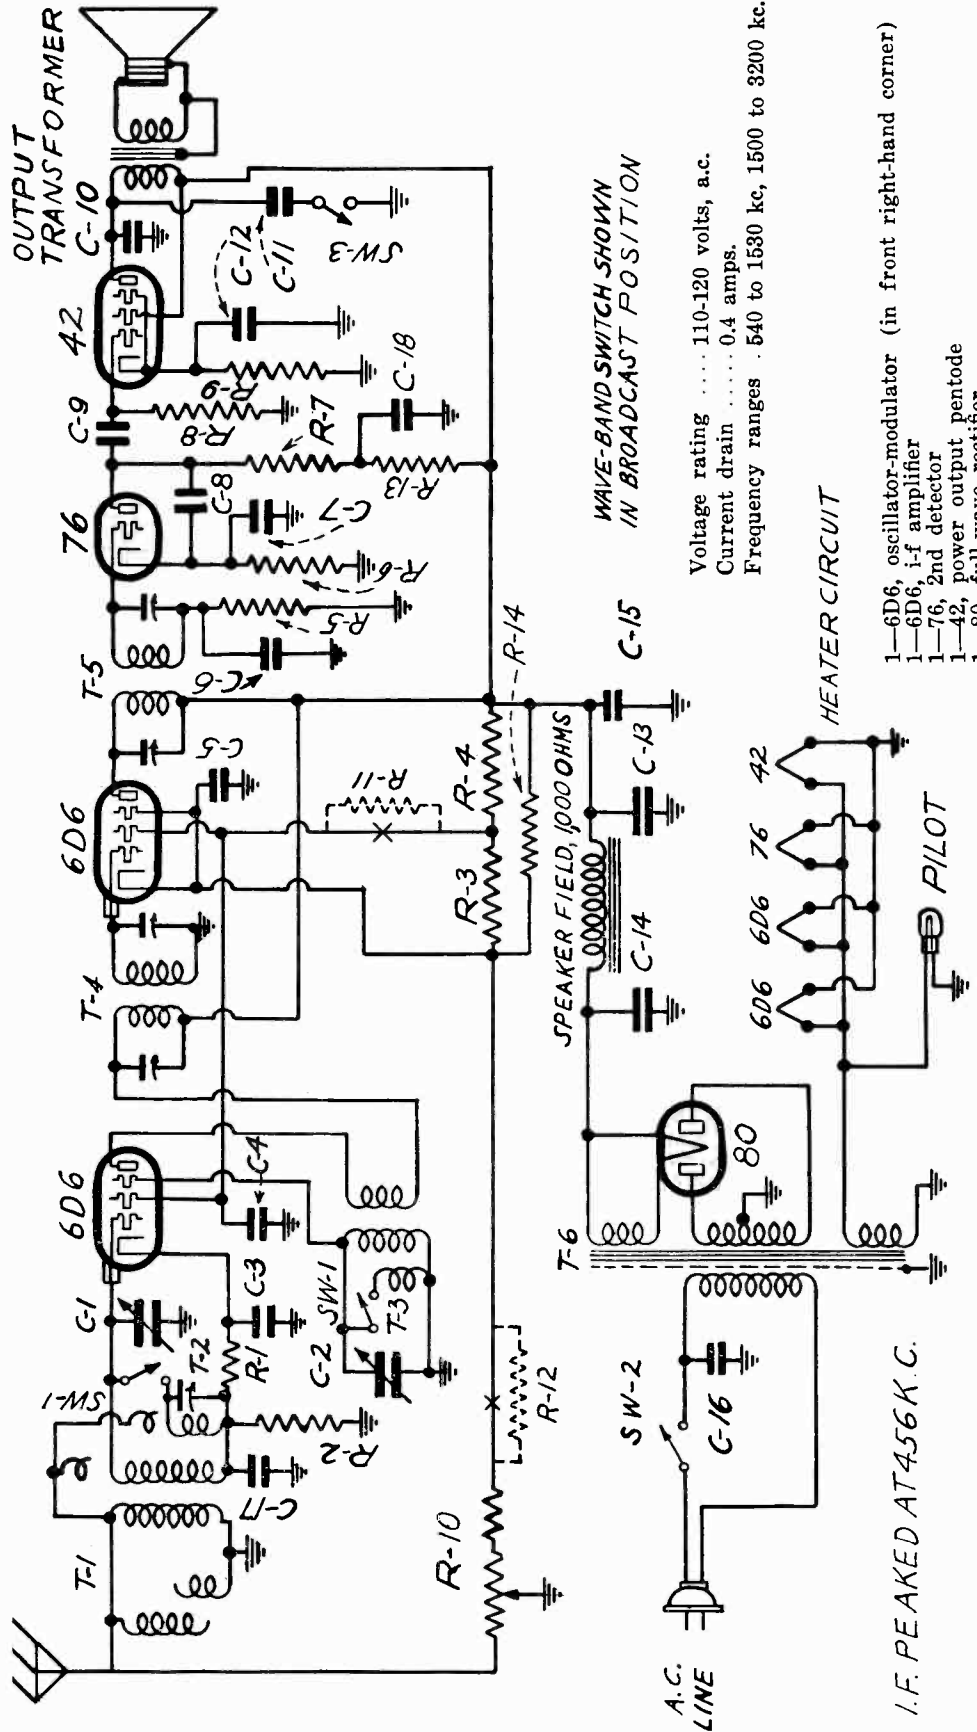 OUTPUT
TRANSFORMER
C-10
42
C-9
76
T-5
6D6
T-4
6D6
C-1
SW-1
T-2
T-1
C-12
C-11
SW-3
R-9
R-8
R-7
C-18
C-8
R-13
C-7
R-6
R-5
C-6
C-5
R-11
R-14
R-4
R-3
C-4
C-3
R-1
SW-1
T-3
C-2
R-2
C-17
R-12
R-10
WAVE-BAND SWITCH SHOWN
IN BROADCAST POSITION
C-15
SPEAKER FIELD, 1,000 OHMS
C-13
C-14
Voltage rating .... 110-120 volts, a.c.
Current drain ..... 0.4 amps.
Frequency ranges . 540 to 1530 kc, 1500 to 3200 kc.
T-6
80
SW-2
C-16
A.C.
LINE
HEATER CIRCUIT
6D6
6D6
76
42
PILOT
I.F. PEAKED AT 456 K.C.
1—6D6, oscillator-modulator (in front right-hand corner)
1—6D6, i-f amplifier
1—76, 2nd detector
1—42, power output pentode
1—80, full-wave rectifier